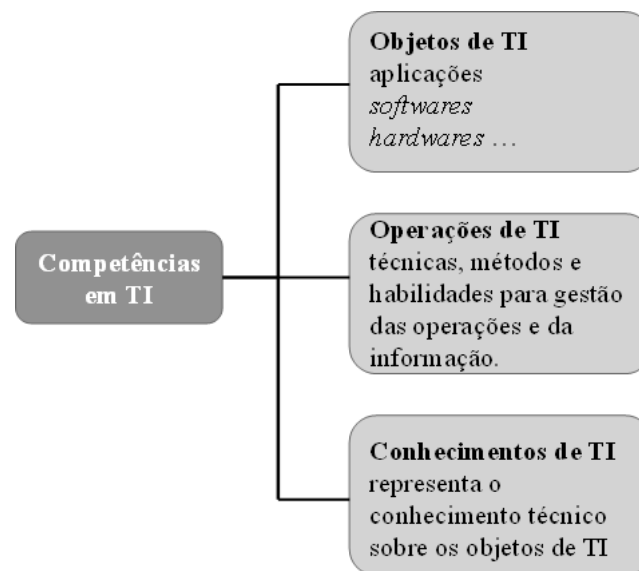 Objetos de TI
aplicações
softwares
hardwares ...
Competências
em TI
Operações de TI
técnicas, métodos e
habilidades para gestão
das operações e da
informação.
Conhecimentos de TI
representa o
conhecimento técnico
sobre os objetos de TI